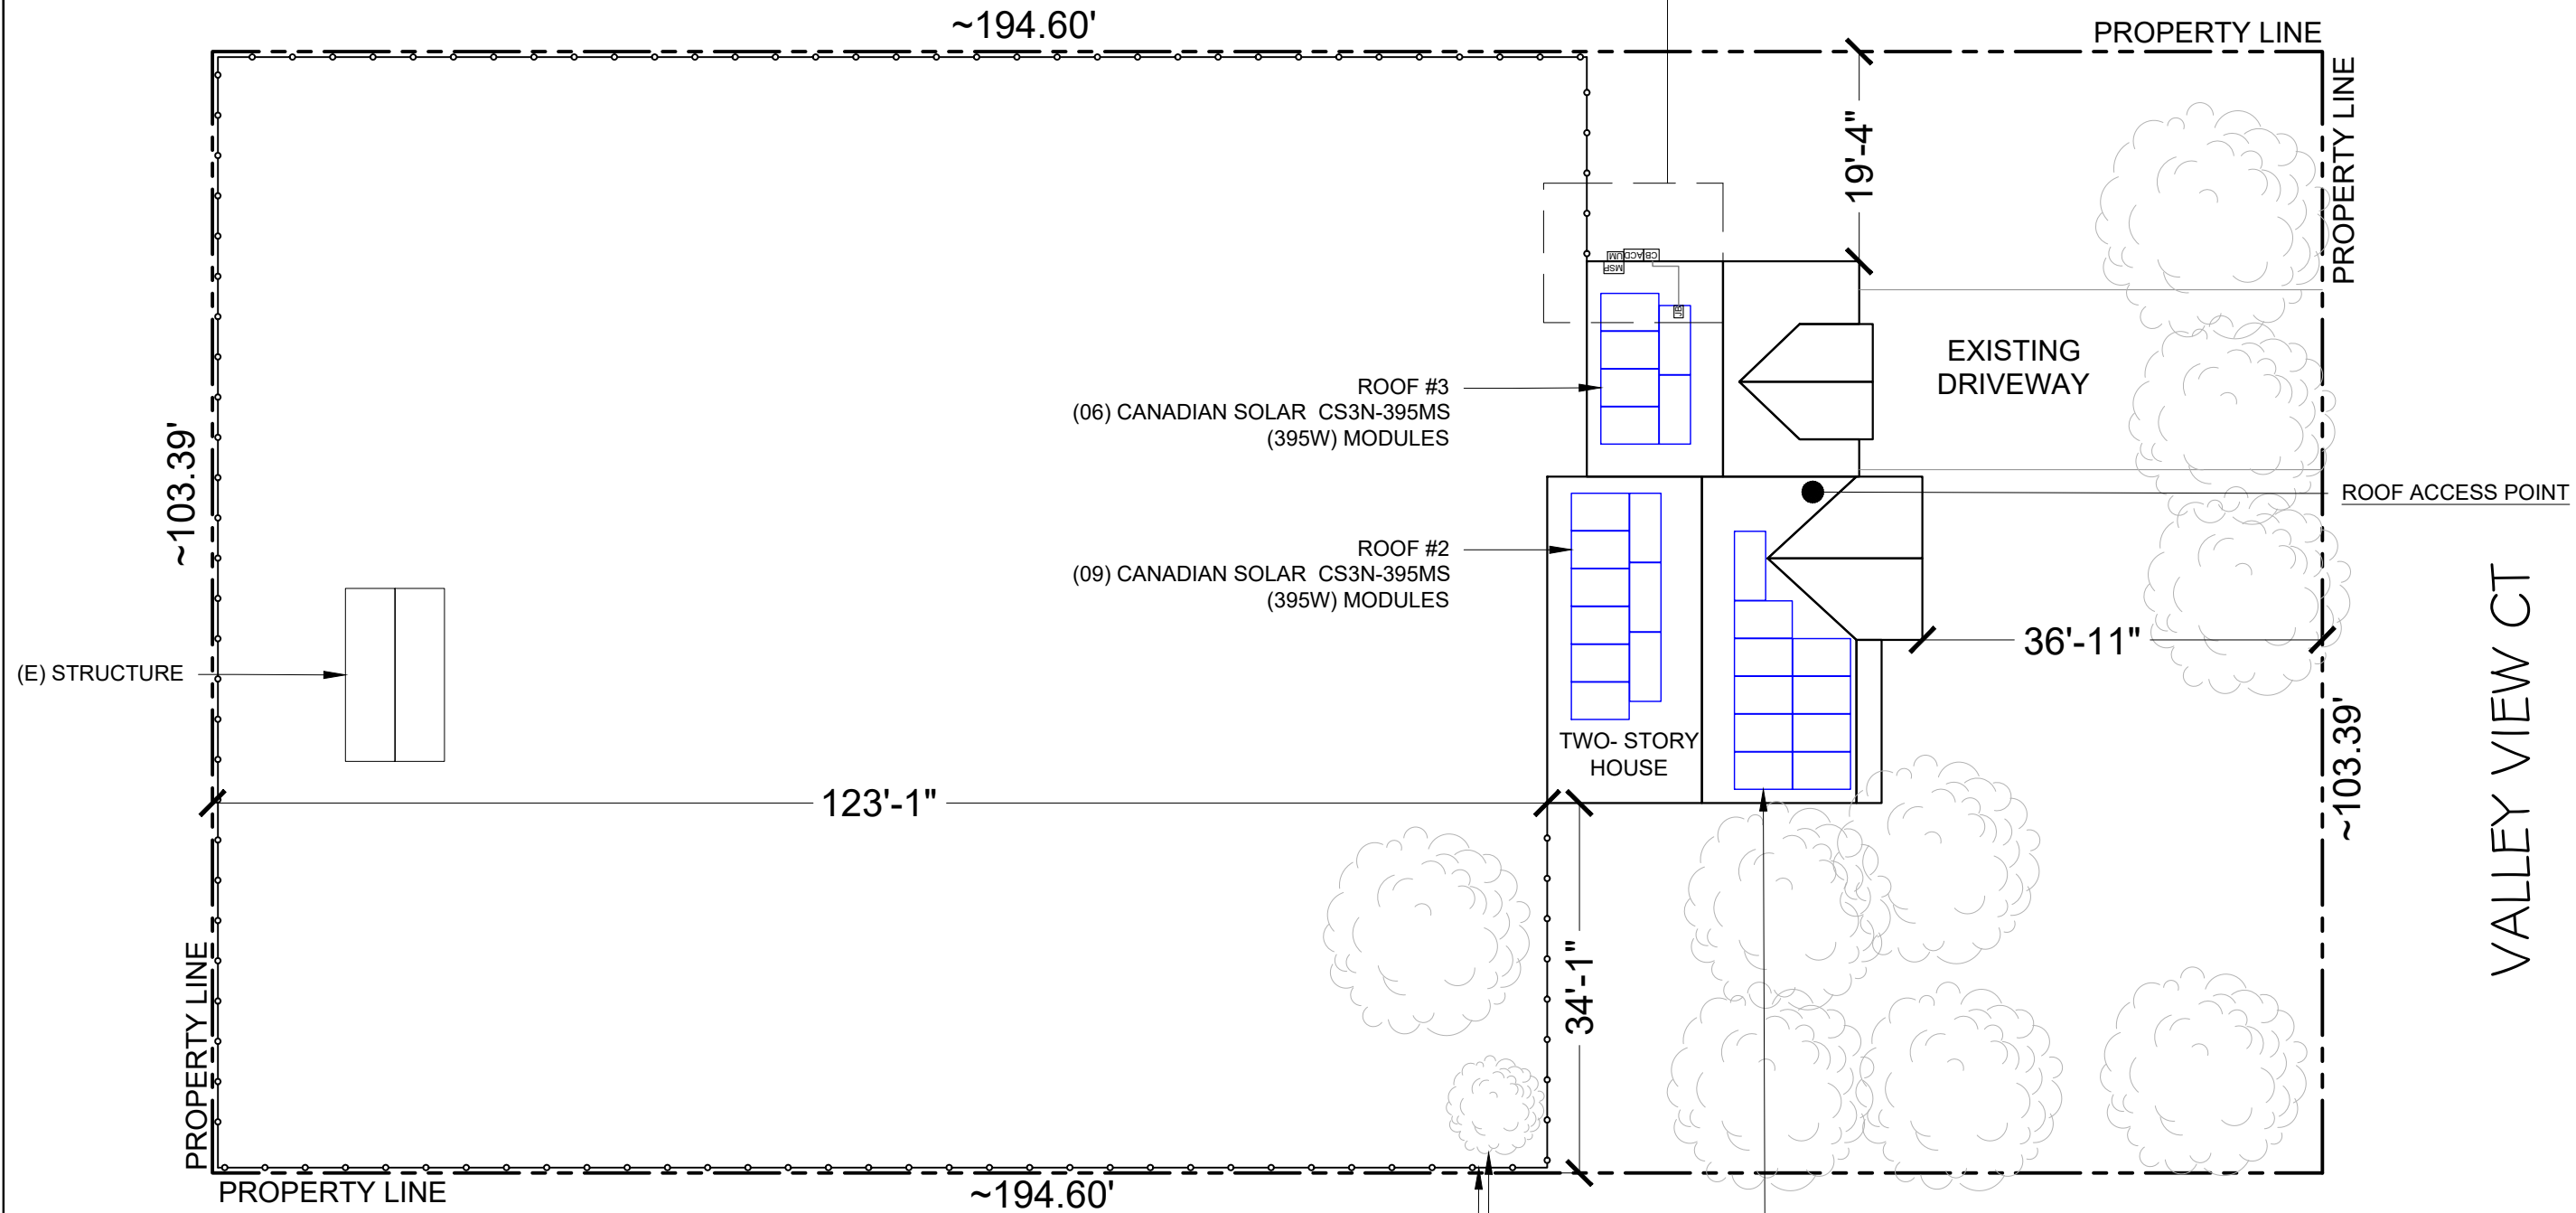 ~194.60'
PROPERTY LINE
PROPERTY LINE
19'-4"
UM
ACD
CB
MSP
JB
EXISTING
DRIVEWAY
ROOF #3
(06) CANADIAN SOLAR CS3N-395MS
(395W) MODULES
~103.39'
ROOF ACCESS POINT
ROOF #2
(09) CANADIAN SOLAR CS3N-395MS
(395W) MODULES
36'-11"
(E) STRUCTURE
VALLEY VIEW CT
~103.39'
TWO- STORY
HOUSE
123'-1"
34'-1"
PROPERTY LINE
PROPERTY LINE
~194.60'